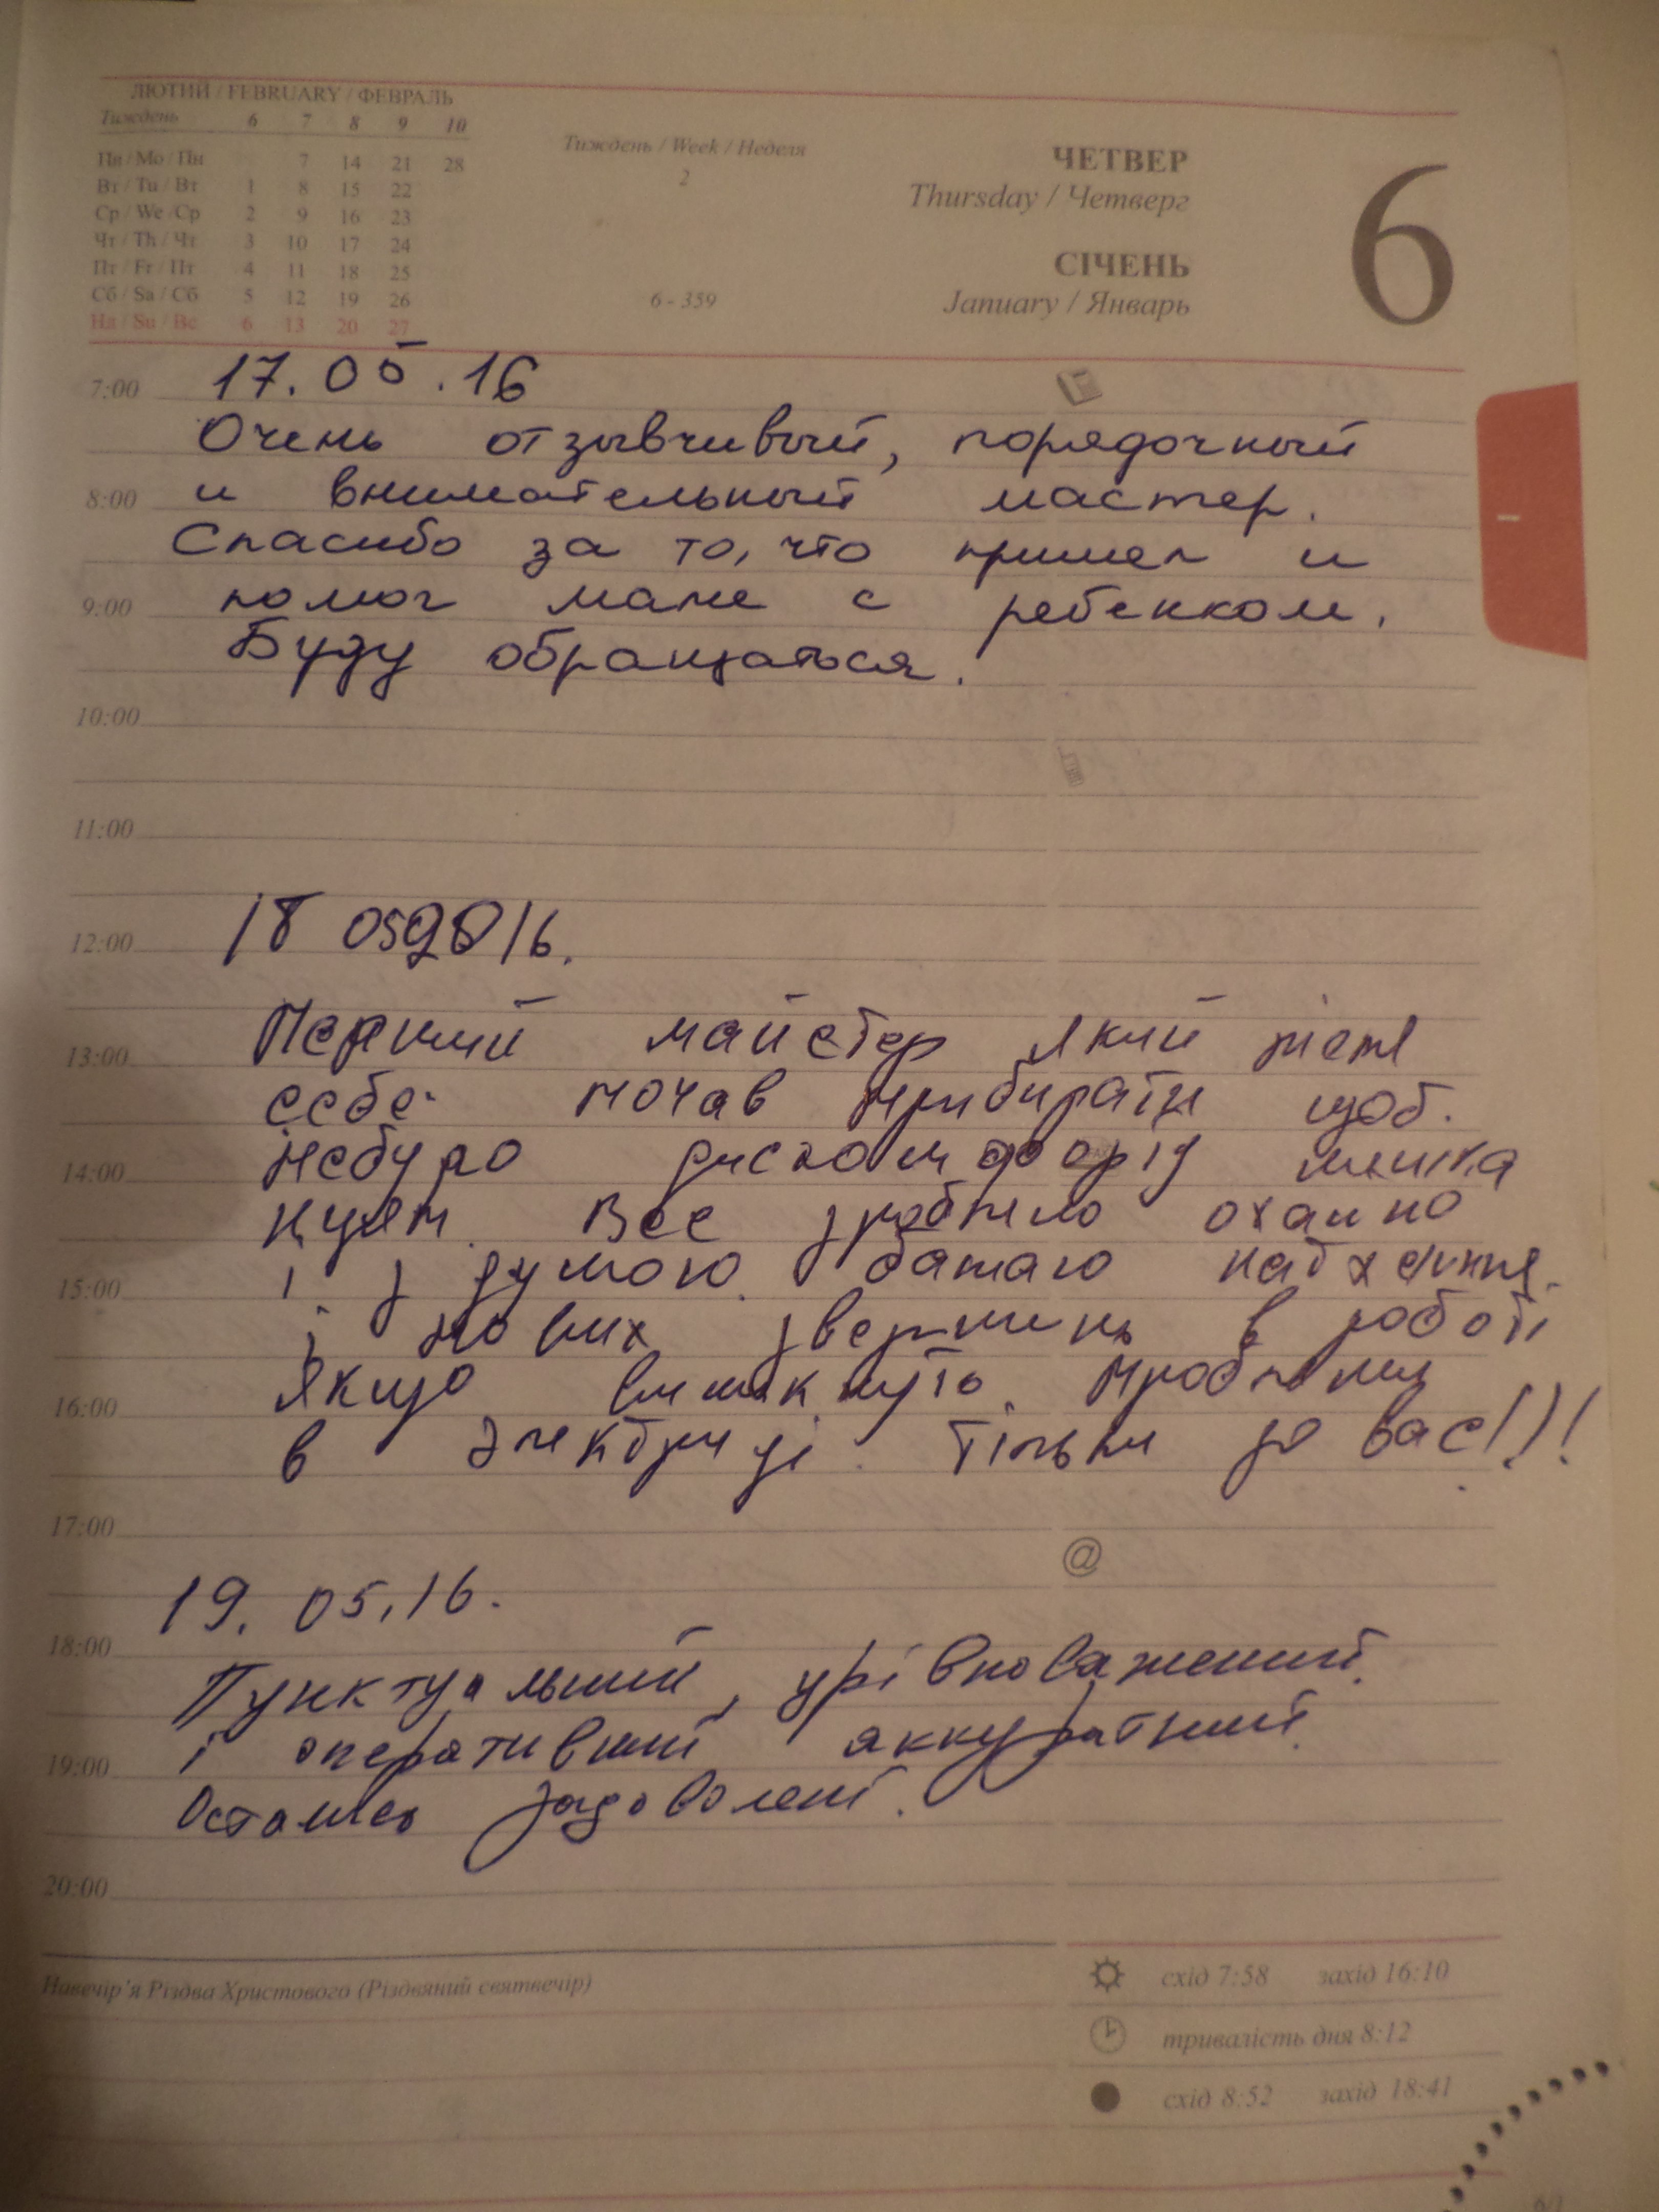 ЛЮТИЙ / FEBRUARY / ФЕВРАЛЬ
Тиждень 6 7 8 9 10
Пн / Mo / Пн 7 14 21 28
Вт / Tu / Вт 1 8 15 22
Ср / We / Ср 2 9 16 23
Чт / Th / Чт 3 10 17 24
Пт / Fr / Пт 4 11 18 25
Сб / Sa / Сб 5 12 19 26
Нд / Su / Вс 6 13 20 27
Тиждень / Week / Неделя
2
6 - 359
ЧЕТВЕР
Thursday / Четверг
СІЧЕНЬ
January / Январь
6
7:00 17.05.16
Очень отзывчивый, порядочный
8:00 и внимательный мастер.
Спасибо за то, что пришел и
9:00 помог маме с ребенком.
Буду обращаться.
10:00
11:00
12:00 18 05 2016.
13:00 Перший майстер який після
себе почав прибирати щоб.
14:00 небуло
Все зроблено охайно
15:00 і з думою бажаю натхення
і нових звершень в роботі
16:00 Якщо виникнуть проблеми
в электриці тільки до вас!!!
17:00
@
19.05.16.
18:00
Пунктуальний, урівноважений
19:00 і оперативний аккуратний.
Остались задоволені.
20:00
Навечір'я Різдва Христового (Різдвяний святвечір)
схід 7:58 захід 16:10
тривалість дня 8:12
схід 8:52 захід 18:41